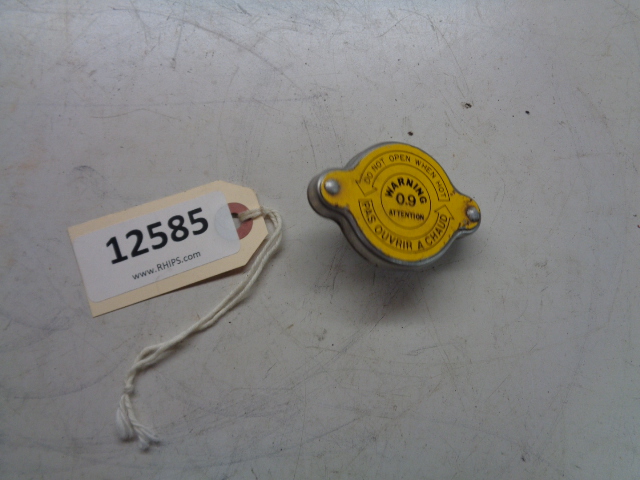 12585
www.RHIPS.com
DO NOT OPEN WHEN HOT
WARNING
0.9
ATTENTION
PAS OUVRIR A CHAUD